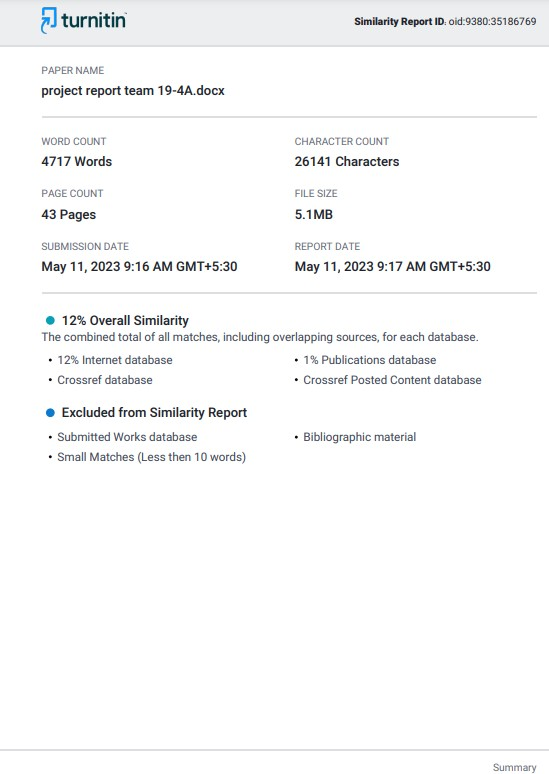 turnitin
Similarity Report ID: oid:9380:35186769
PAPER NAME
project report team 19-4A.docx
WORD COUNT
4717 Words
CHARACTER COUNT
26141 Characters
PAGE COUNT
43 Pages
FILE SIZE
5.1MB
SUBMISSION DATE
May 11, 2023 9:16 AM GMT+5:30
REPORT DATE
May 11, 2023 9:17 AM GMT+5:30
● 12% Overall Similarity
The combined total of all matches, including overlapping sources, for each database.
• 12% Internet database
• 1% Publications database
• Crossref database
• Crossref Posted Content database
● Excluded from Similarity Report
• Submitted Works database
• Bibliographic material
• Small Matches (Less then 10 words)
Summary